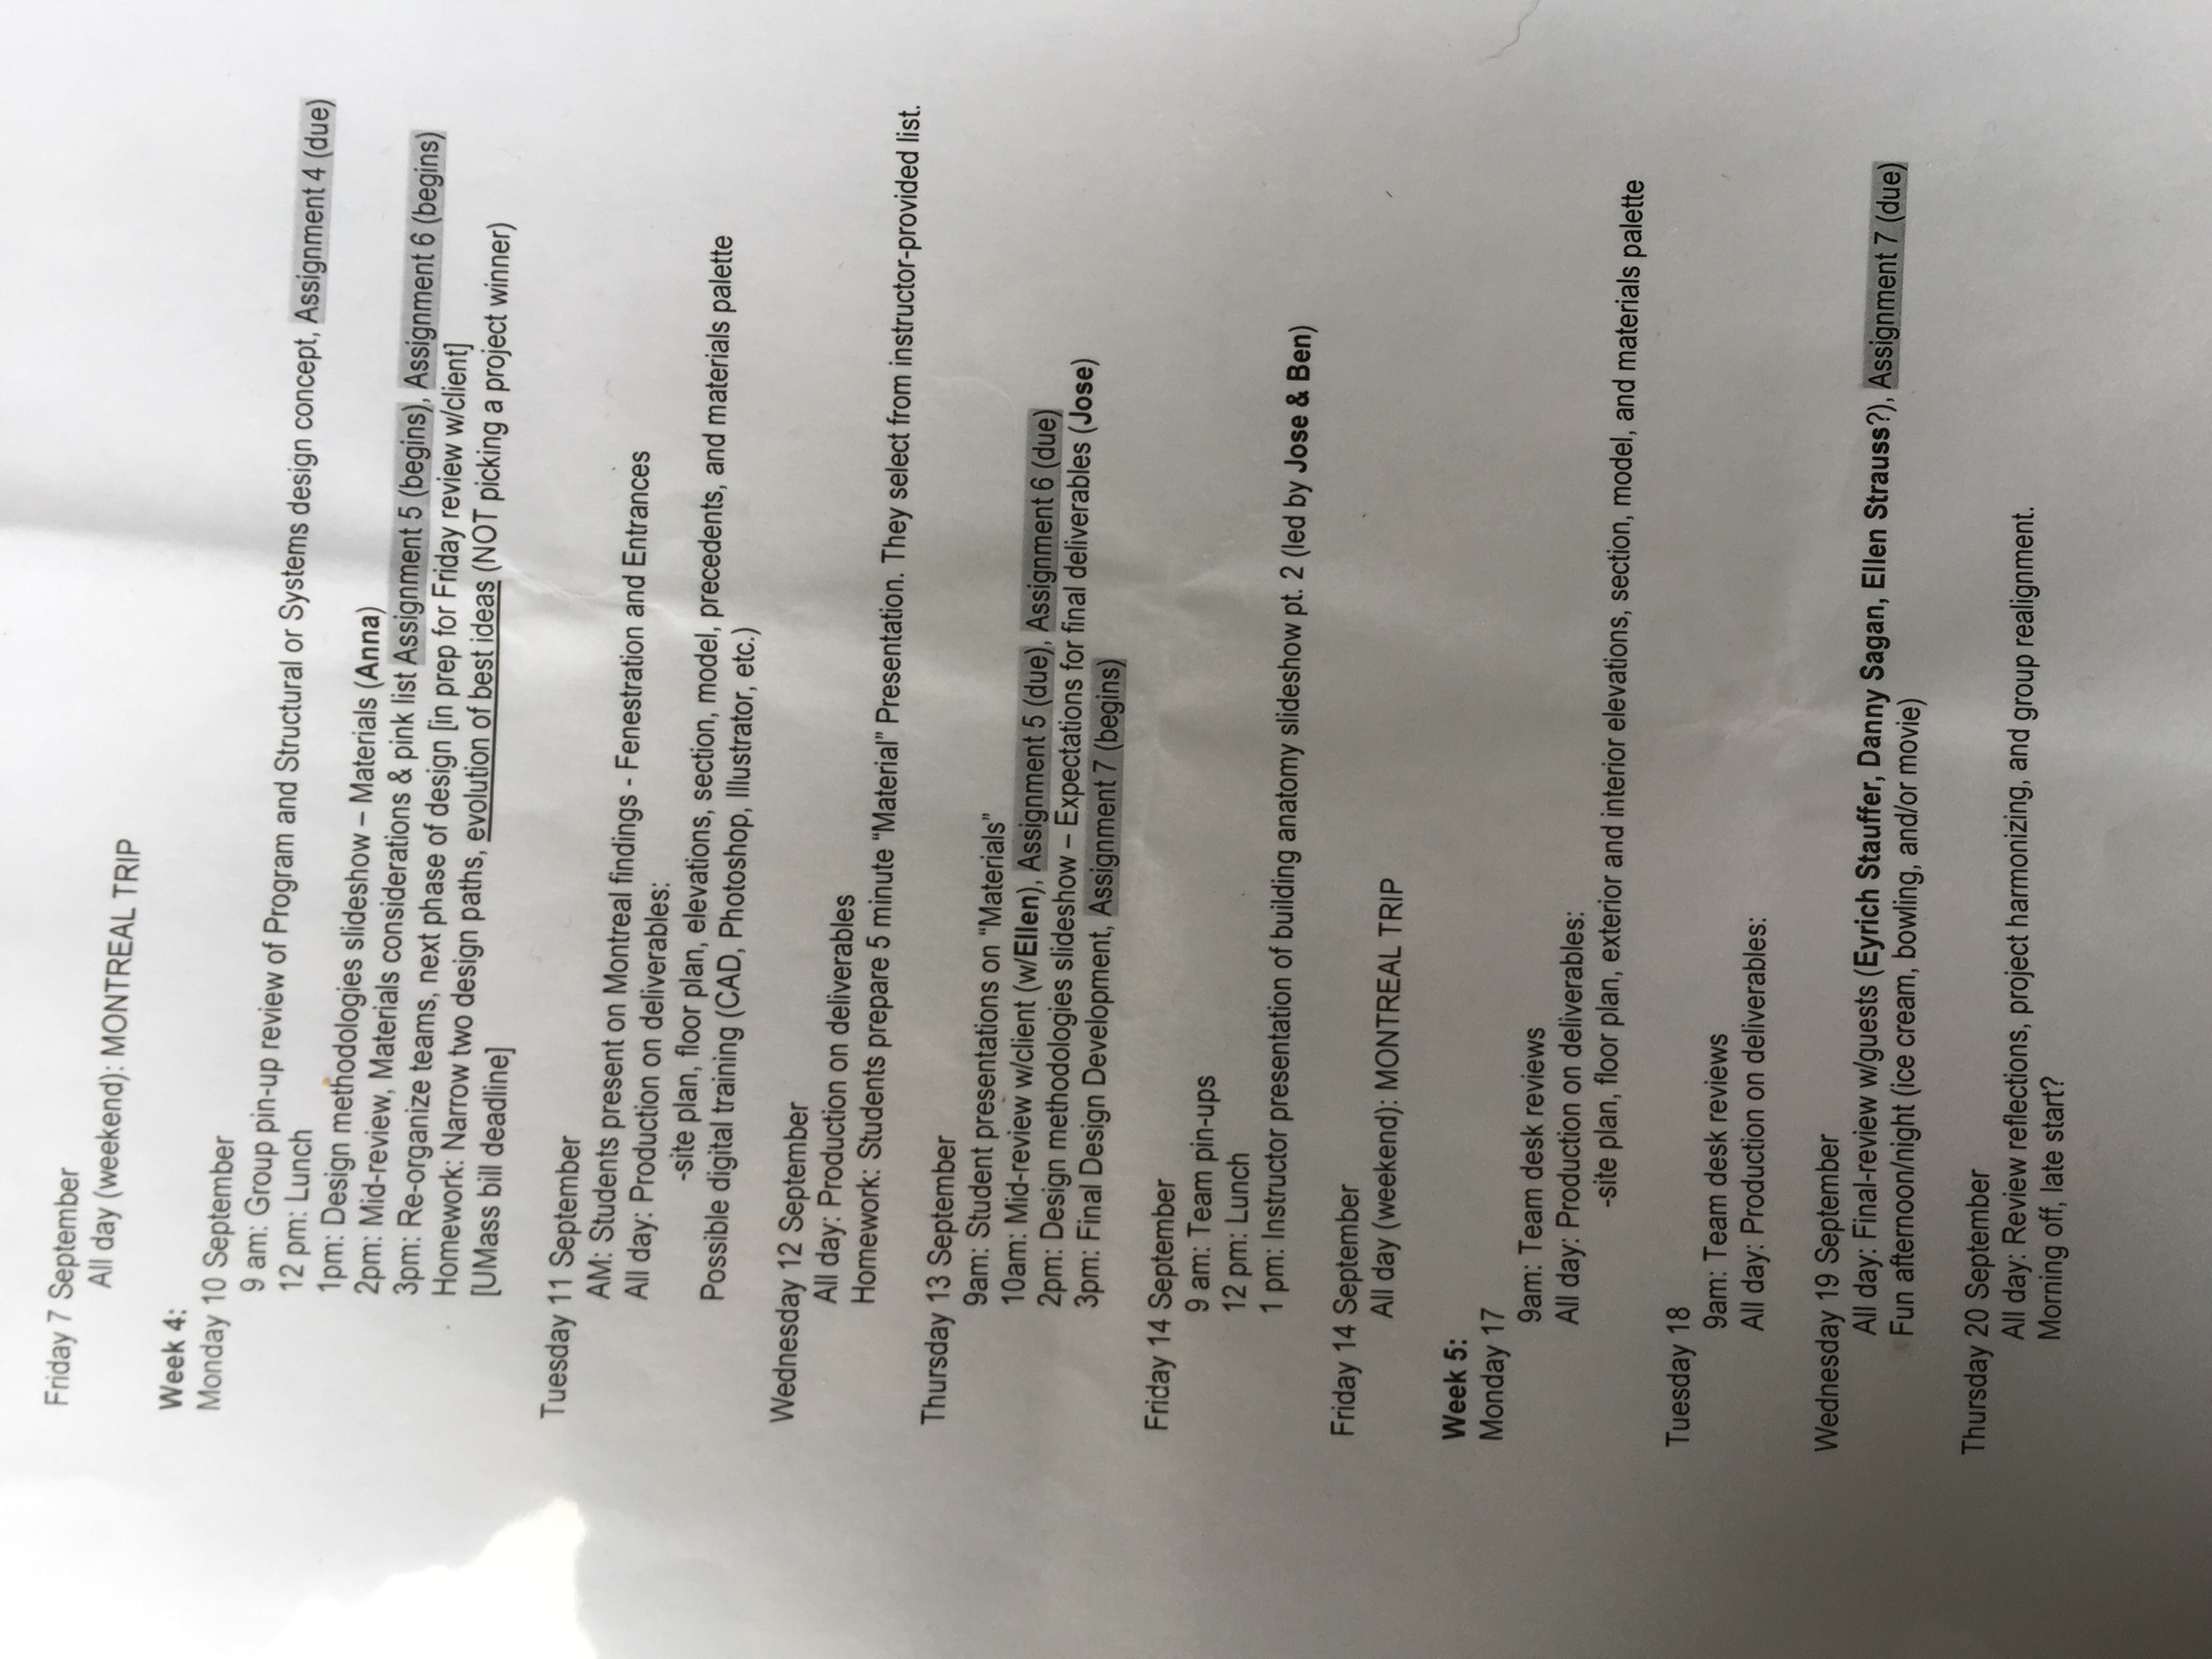 Friday 7 September
All day (weekend): MONTREAL TRIP
Week 4:
Monday 10 September
9 am: Group pin-up review of Program and Structural or Systems design concept, Assignment 4 (due)
12 pm: Lunch
1pm: Design methodologies slideshow – Materials (Anna)
2pm: Mid-review, Materials considerations & pink list Assignment 5 (begins), Assignment 6 (begins)
3pm: Re-organize teams, next phase of design [in prep for Friday review w/client]
Homework: Narrow two design paths, evolution of best ideas (NOT picking a project winner)
[UMass bill deadline]
Tuesday 11 September
AM: Students present on Montreal findings - Fenestration and Entrances
All day: Production on deliverables:
-site plan, floor plan, elevations, section, model, precedents, and materials palette
Possible digital training (CAD, Photoshop, Illustrator, etc.)
Wednesday 12 September
All day: Production on deliverables
Homework: Students prepare 5 minute "Material" Presentation. They select from instructor-provided list.
Thursday 13 September
9am: Student presentations on "Materials"
10am: Mid-review w/client (w/Ellen), Assignment 5 (due), Assignment 6 (due)
2pm: Design methodologies slideshow – Expectations for final deliverables (Jose)
3pm: Final Design Development, Assignment 7 (begins)
Friday 14 September
9 am: Team pin-ups
12 pm: Lunch
1 pm: Instructor presentation of building anatomy slideshow pt. 2 (led by Jose & Ben)
Friday 14 September
All day (weekend): MONTREAL TRIP
Week 5:
Monday 17
9am: Team desk reviews
All day: Production on deliverables:
-site plan, floor plan, exterior and interior elevations, section, model, and materials palette
Tuesday 18
9am: Team desk reviews
All day: Production on deliverables:
Wednesday 19 September
All day: Final-review w/guests (Eyrich Stauffer, Danny Sagan, Ellen Strauss?), Assignment 7 (due)
Fun afternoon/night (ice cream, bowling, and/or movie)
Thursday 20 September
All day: Review reflections, project harmonizing, and group realignment.
Morning off, late start?